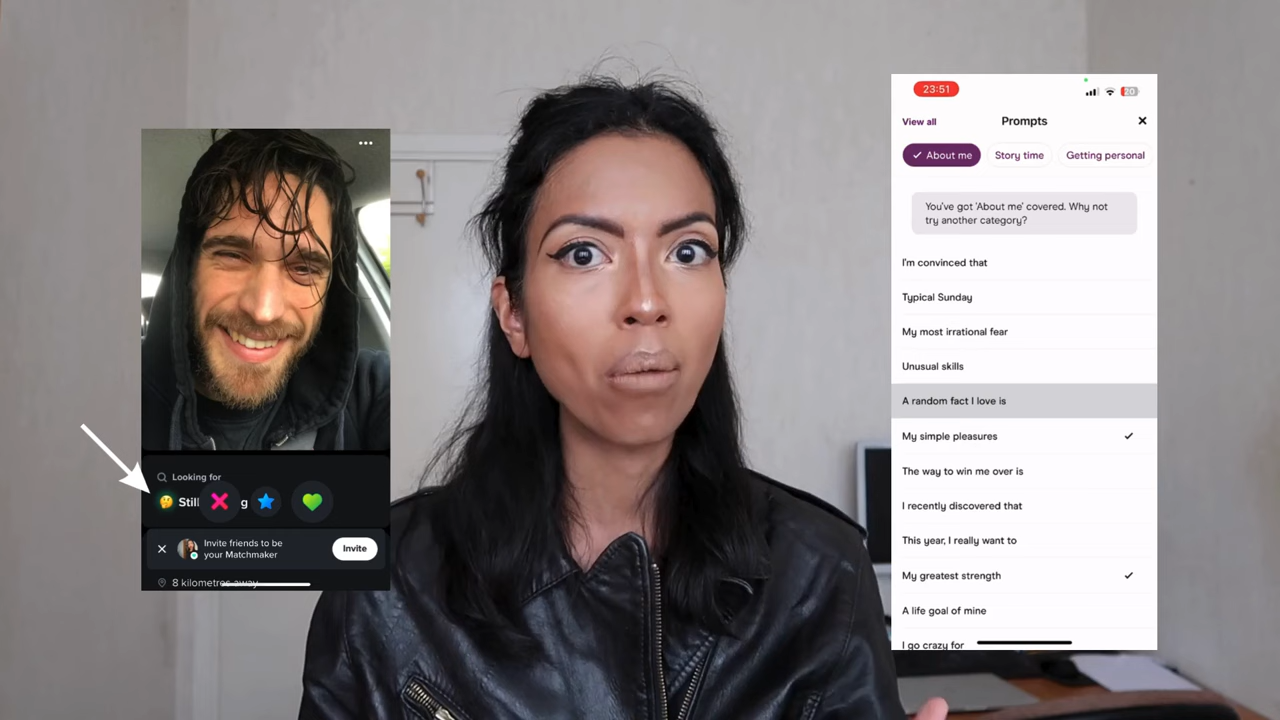 Looking for
Still
g
Invite friends to be
your Matchmaker
Invite
8 kilometres away
23:51
20
View all
Prompts
About me
Story time
Getting personal
You've got 'About me' covered. Why not
try another category?
I'm convinced that
Typical Sunday
My most irrational fear
Unusual skills
A random fact I love is
My simple pleasures
The way to win me over is
I recently discovered that
This year, I really want to
My greatest strength
A life goal of mine
I go crazy for